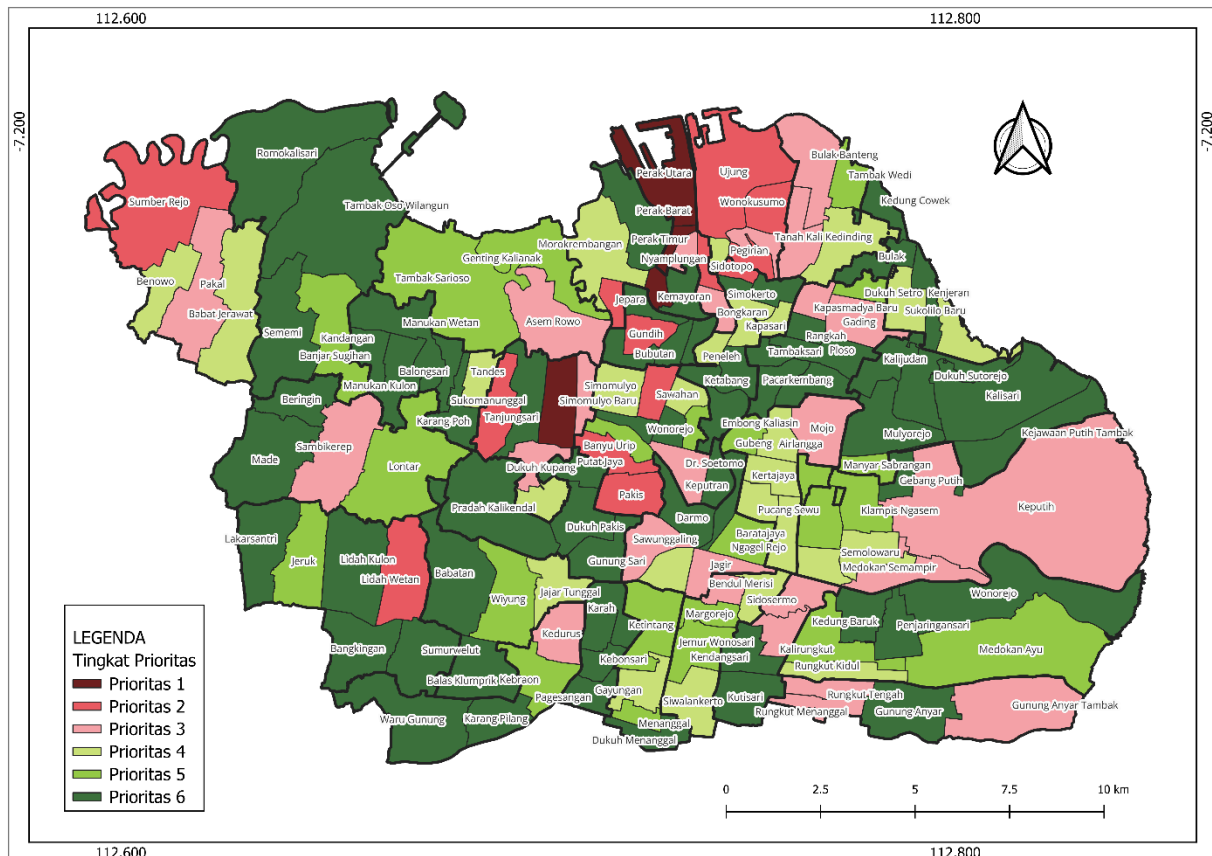 112.600
112.800
-7.200
-7.200
Bulak Banteng
Romokalisari
Perak Utara
Ujung
Tambak Wedi
Kedung Cowek
Sumber Rejo
Tambak Oso Wilangun
Wonokusumo
Perak Barat
Morokrembangan
Perak Timur
Tanah Kali Kedinding
Pegirian
Genting Kalianak
Nyamplungan
Bulak
Sidotopo
Benowo
Pakal
Tambak Sarioso
Simokerto
Dukuh Setro
Kenjeran
Jepara
Kemayoran
Kapasmadya Baru
Sukolilo Baru
Babat Jerawat
Bongkaran
Asem Rowo
Manukan Wetan
Gading
Kapasari
Sememi
Kandangan
Gundih
Rangkah
Bubutan
Tambaksari
Ploso
Banjar Sugihan
Peneleh
Kalijudan
Balongsari
Tandes
Dukuh Sutorejo
Manukan Kulon
Simomulyo
Ketabang
Pacarkembang
Sawahan
Kalisari
Beringin
Sukomanunggal
Simomulyo Baru
Tanjungsari
Karang Poh
Embong Kaliasin
Wonorejo
Mojo
Kejawan Putih Tambak
Mulyorejo
Made
Sambikerep
Banyu Urip
Gubeng
Airlangga
Lontar
Dukuh Kupang
Putat Jaya
Dr. Soetomo
Manyar Sabrangan
Kertajaya
Gebang Putih
Keputran
Pakis
Pradah Kalikendal
Pucang Sewu
Klampis Ngasem
Keputih
Dukuh Pakis
Darmo
Lakarsantri
Baratajaya
Sawunggaling
Ngagel Rejo
Semolowaru
Lidah Kulon
Jeruk
Gunung Sari
Jagir
Medokan Semampir
Babatan
Lidah Wetan
Bendul Merisi
Wonorejo
Wiyung
Jajar Tunggal
Sidosermo
Karah
Margorejo
Kedung Baruk
Ketintang
Penjaringansari
Kedurus
Jemur Wonosari
Bangkingan
Sumurwelut
Kalirungkut
Medokan Ayu
Kendangsari
Kebonsari
Rungkut Kidul
Balas Klumprik
Kebraon
Gayungan
Siwalankerto
Pagesangan
Kutisari
Rungkut Tengah
Gunung Anyar Tambak
Rungkut Menanggal
Gunung Anyar
Waru Gunung
Karang Pilang
Menanggal
Dukuh Menanggal
LEGENDA
Tingkat Prioritas
Prioritas 1
Prioritas 2
Prioritas 3
Prioritas 4
Prioritas 5
Prioritas 6
0 2.5 5 7.5 10 km
112.600
112.800